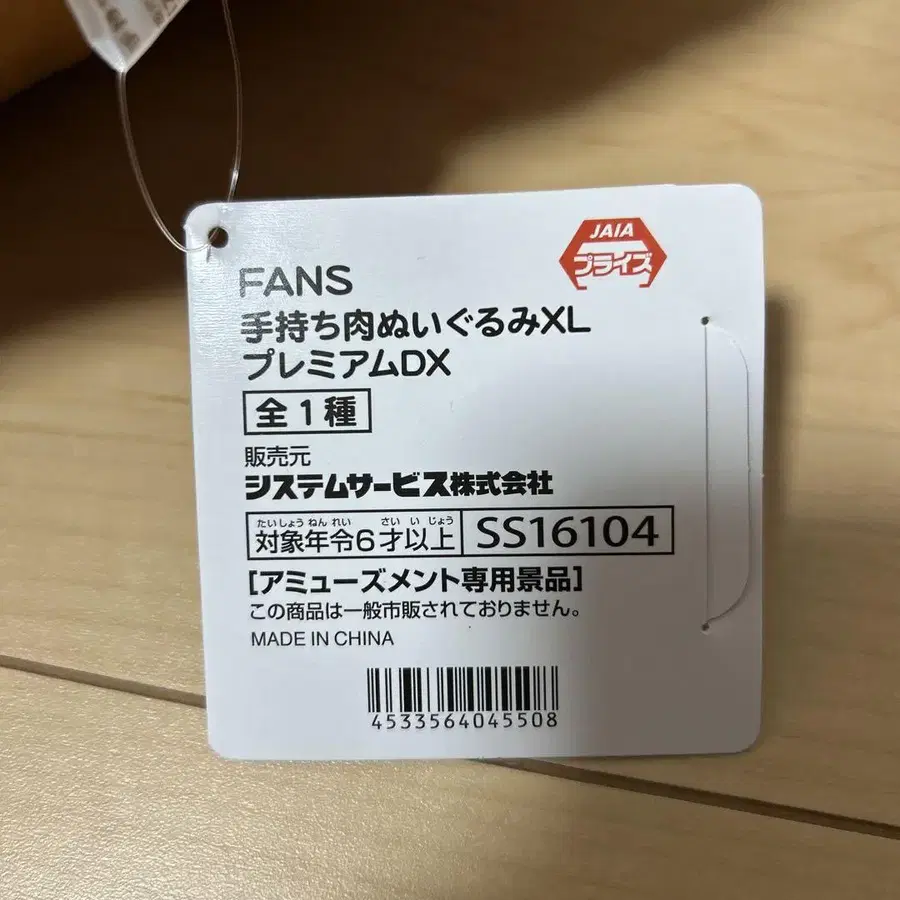 JAIA
プライズ
FANS
手持ち肉ぬいぐるみXL
プレミアムDX
全1種
販売元
システムサービス株式会社
たいしょうねんれい さいいじょう
対象年令6才以上 SS16104
[アミューズメント専用景品]
この商品は一般市販されておりません。
MADE IN CHINA
4533564045508